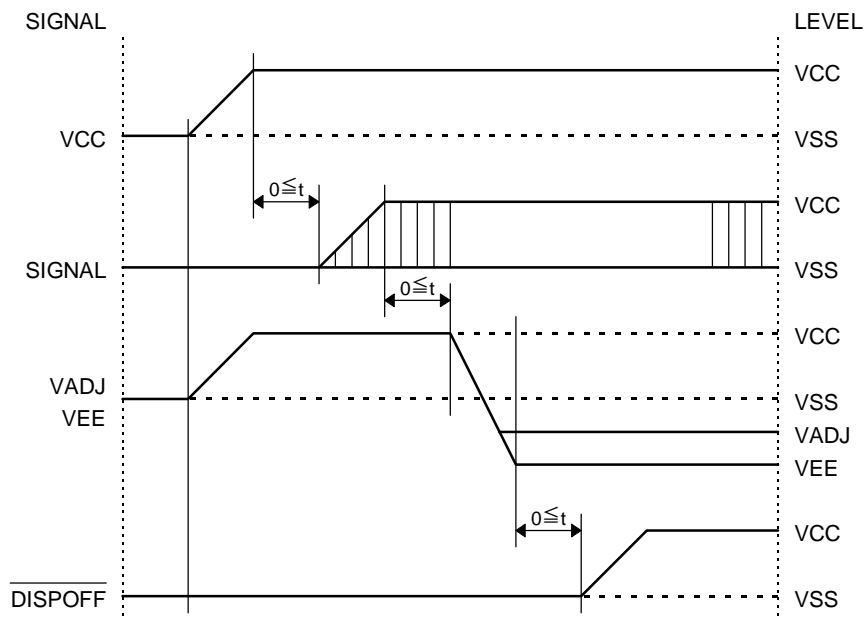 SIGNAL
LEVEL
VCC
VCC
VSS
0≦t
VCC
SIGNAL
VSS
0≦t
VCC
VADJ
VEE
VSS
VADJ
VEE
0≦t
VCC
DISPOFF
VSS